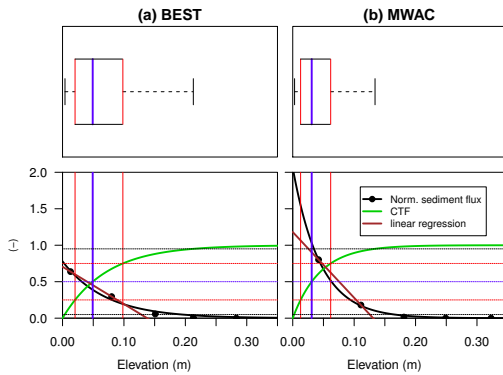 (a) BEST
(b) MWAC
2.0
1.5
1.0
0.5
0.0
(−)
Norm. sediment flux
CTF
linear regression
0.00 0.10 0.20 0.30
0.00 0.10 0.20 0.30
Elevation (m)
Elevation (m)